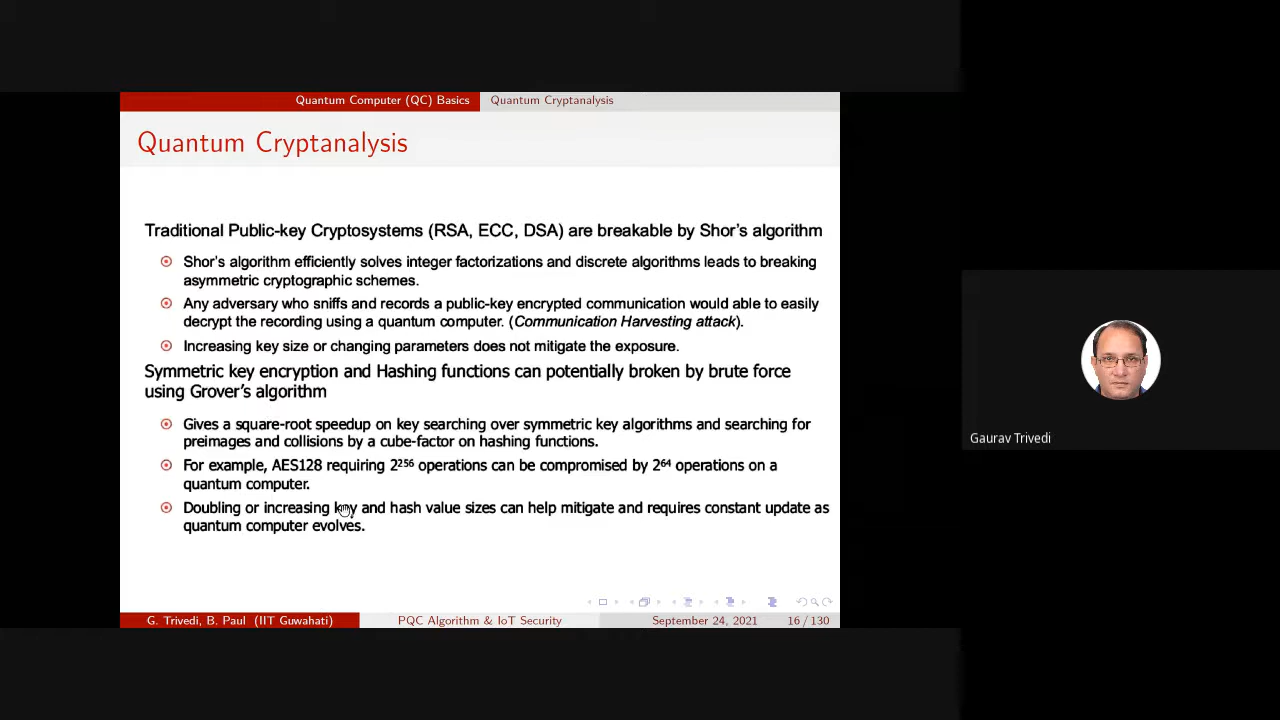 Quantum Computer (QC) Basics Quantum Cryptanalysis
Quantum Cryptanalysis
Traditional Public-key Cryptosystems (RSA, ECC, DSA) are breakable by Shor's algorithm
Shor's algorithm efficiently solves integer factorizations and discrete algorithms leads to breaking
asymmetric cryptographic schemes.
Any adversary who sniffs and records a public-key encrypted communication would able to easily
decrypt the recording using a quantum computer. (Communication Harvesting attack).
Increasing key size or changing parameters does not mitigate the exposure.
Symmetric key encryption and Hashing functions can potentially broken by brute force
using Grover's algorithm
Gives a square-root speedup on key searching over symmetric key algorithms and searching for
preimages and collisions by a cube-factor on hashing functions.
For example, AES128 requiring 2²⁵⁶ operations can be compromised by 2⁶⁴ operations on a
quantum computer.
Doubling or increasing key and hash value sizes can help mitigate and requires constant update as
quantum computer evolves.
G. Trivedi, B. Paul (IIT Guwahati) PQC Algorithm & IoT Security September 24, 2021 16 / 130
Gaurav Trivedi